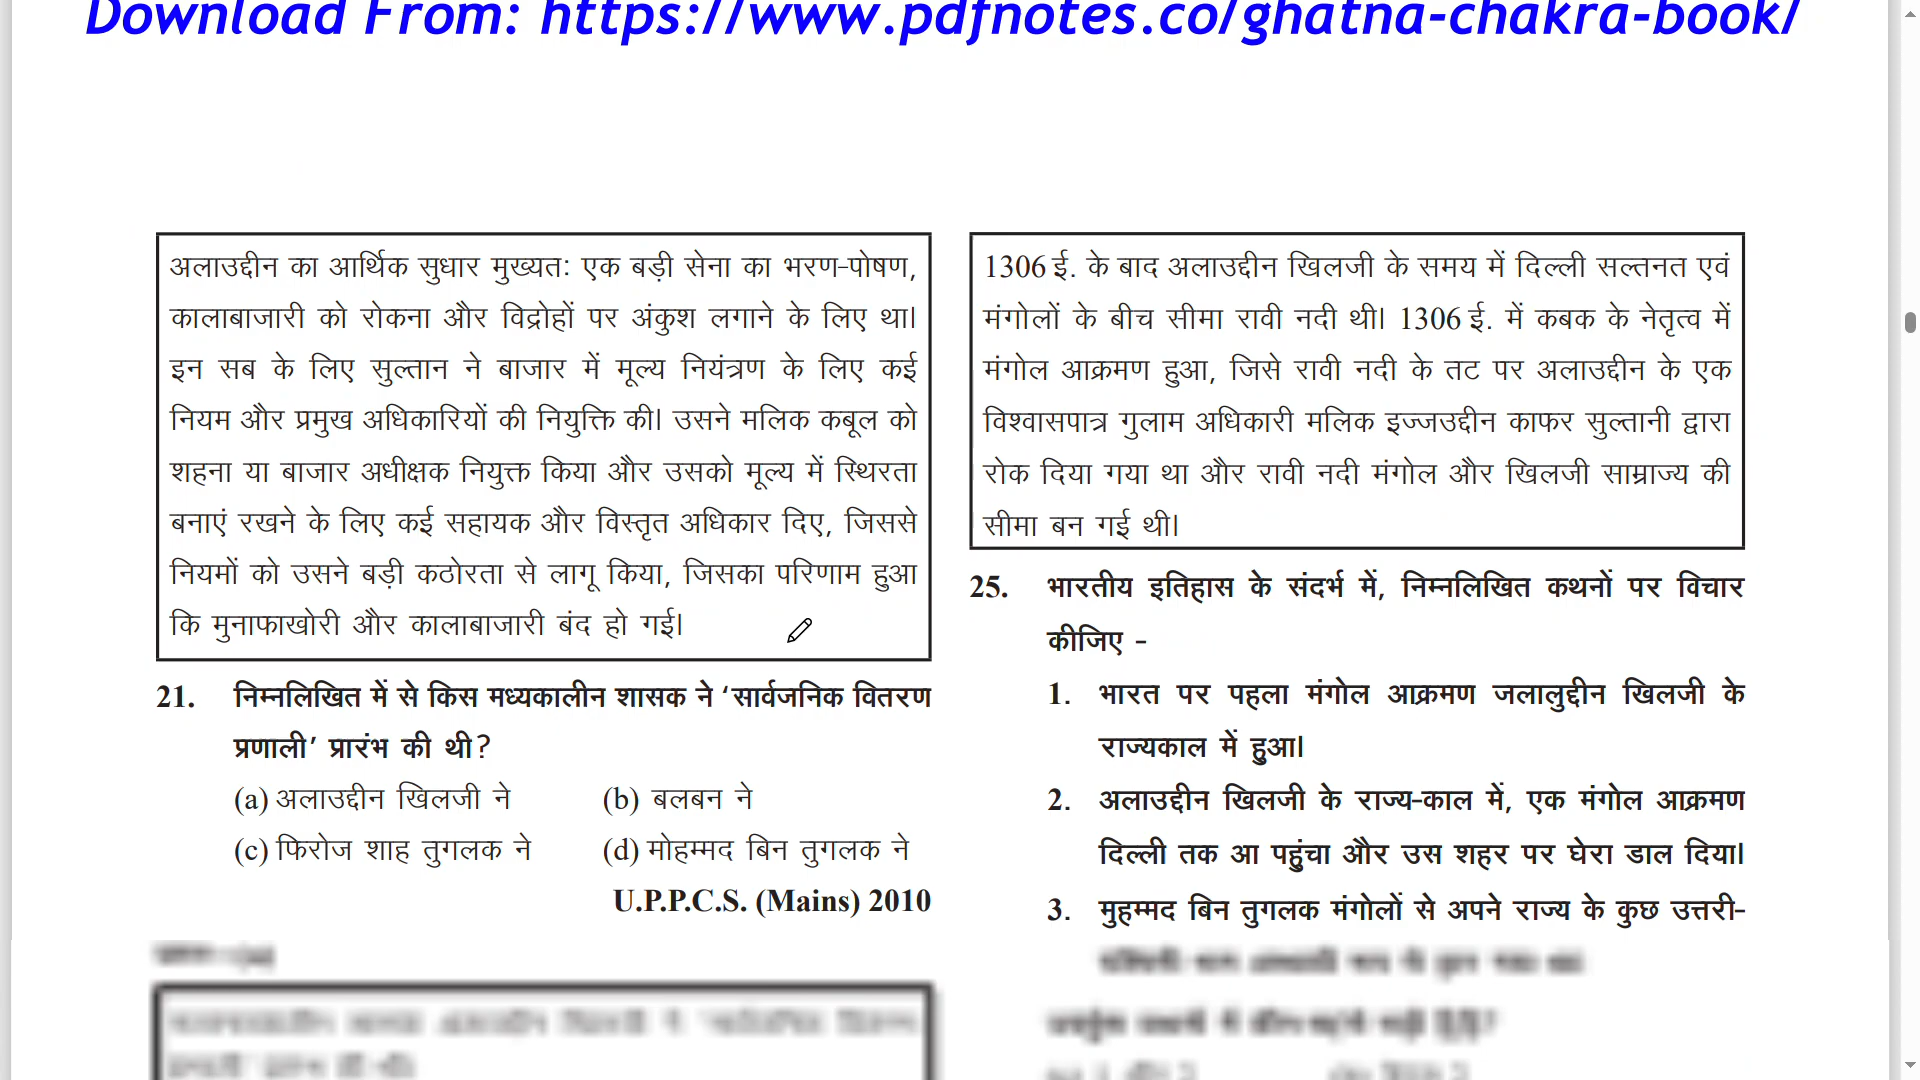 Download From: https://www.pdfnotes.co/ghatna-chakra-book/
अलाउद्दीन का आर्थिक सुधार मुख्यतः एक बड़ी सेना का भरण-पोषण,
कालाबाजारी को रोकना और विद्रोहों पर अंकुश लगाने के लिए था।
इन सब के लिए सुल्तान ने बाजार में मूल्य नियंत्रण के लिए कई
नियम और प्रमुख अधिकारियों की नियुक्ति की। उसने मलिक कबूल को
शहना या बाजार अधीक्षक नियुक्त किया और उसको मूल्य में स्थिरता
बनाएं रखने के लिए कई सहायक और विस्तृत अधिकार दिए, जिससे
नियमों को उसने बड़ी कठोरता से लागू किया, जिसका परिणाम हुआ
कि मुनाफाखोरी और कालाबाजारी बंद हो गई।
21. निम्नलिखित में से किस मध्यकालीन शासक ने ‘सार्वजनिक वितरण
प्रणाली’ प्रारंभ की थी?
(a) अलाउद्दीन खिलजी ने (b) बलबन ने
(c) फिरोज शाह तुगलक ने (d) मोहम्मद बिन तुगलक ने
U.P.P.C.S. (Mains) 2010
1306 ई. के बाद अलाउद्दीन खिलजी के समय में दिल्ली सल्तनत एवं
मंगोलों के बीच सीमा रावी नदी थी। 1306 ई. में कबक के नेतृत्व में
मंगोल आक्रमण हुआ, जिसे रावी नदी के तट पर अलाउद्दीन के एक
विश्वासपात्र गुलाम अधिकारी मलिक इज्जउद्दीन काफर सुल्तानी द्वारा
रोक दिया गया था और रावी नदी मंगोल और खिलजी साम्राज्य की
सीमा बन गई थी।
25. भारतीय इतिहास के संदर्भ में, निम्नलिखित कथनों पर विचार
कीजिए -
1. भारत पर पहला मंगोल आक्रमण जलालुद्दीन खिलजी के
राज्यकाल में हुआ।
2. अलाउद्दीन खिलजी के राज्य-काल में, एक मंगोल आक्रमण
दिल्ली तक आ पहुंचा और उस शहर पर घेरा डाल दिया।
3. मुहम्मद बिन तुगलक मंगोलों से अपने राज्य के कुछ उत्तरी-